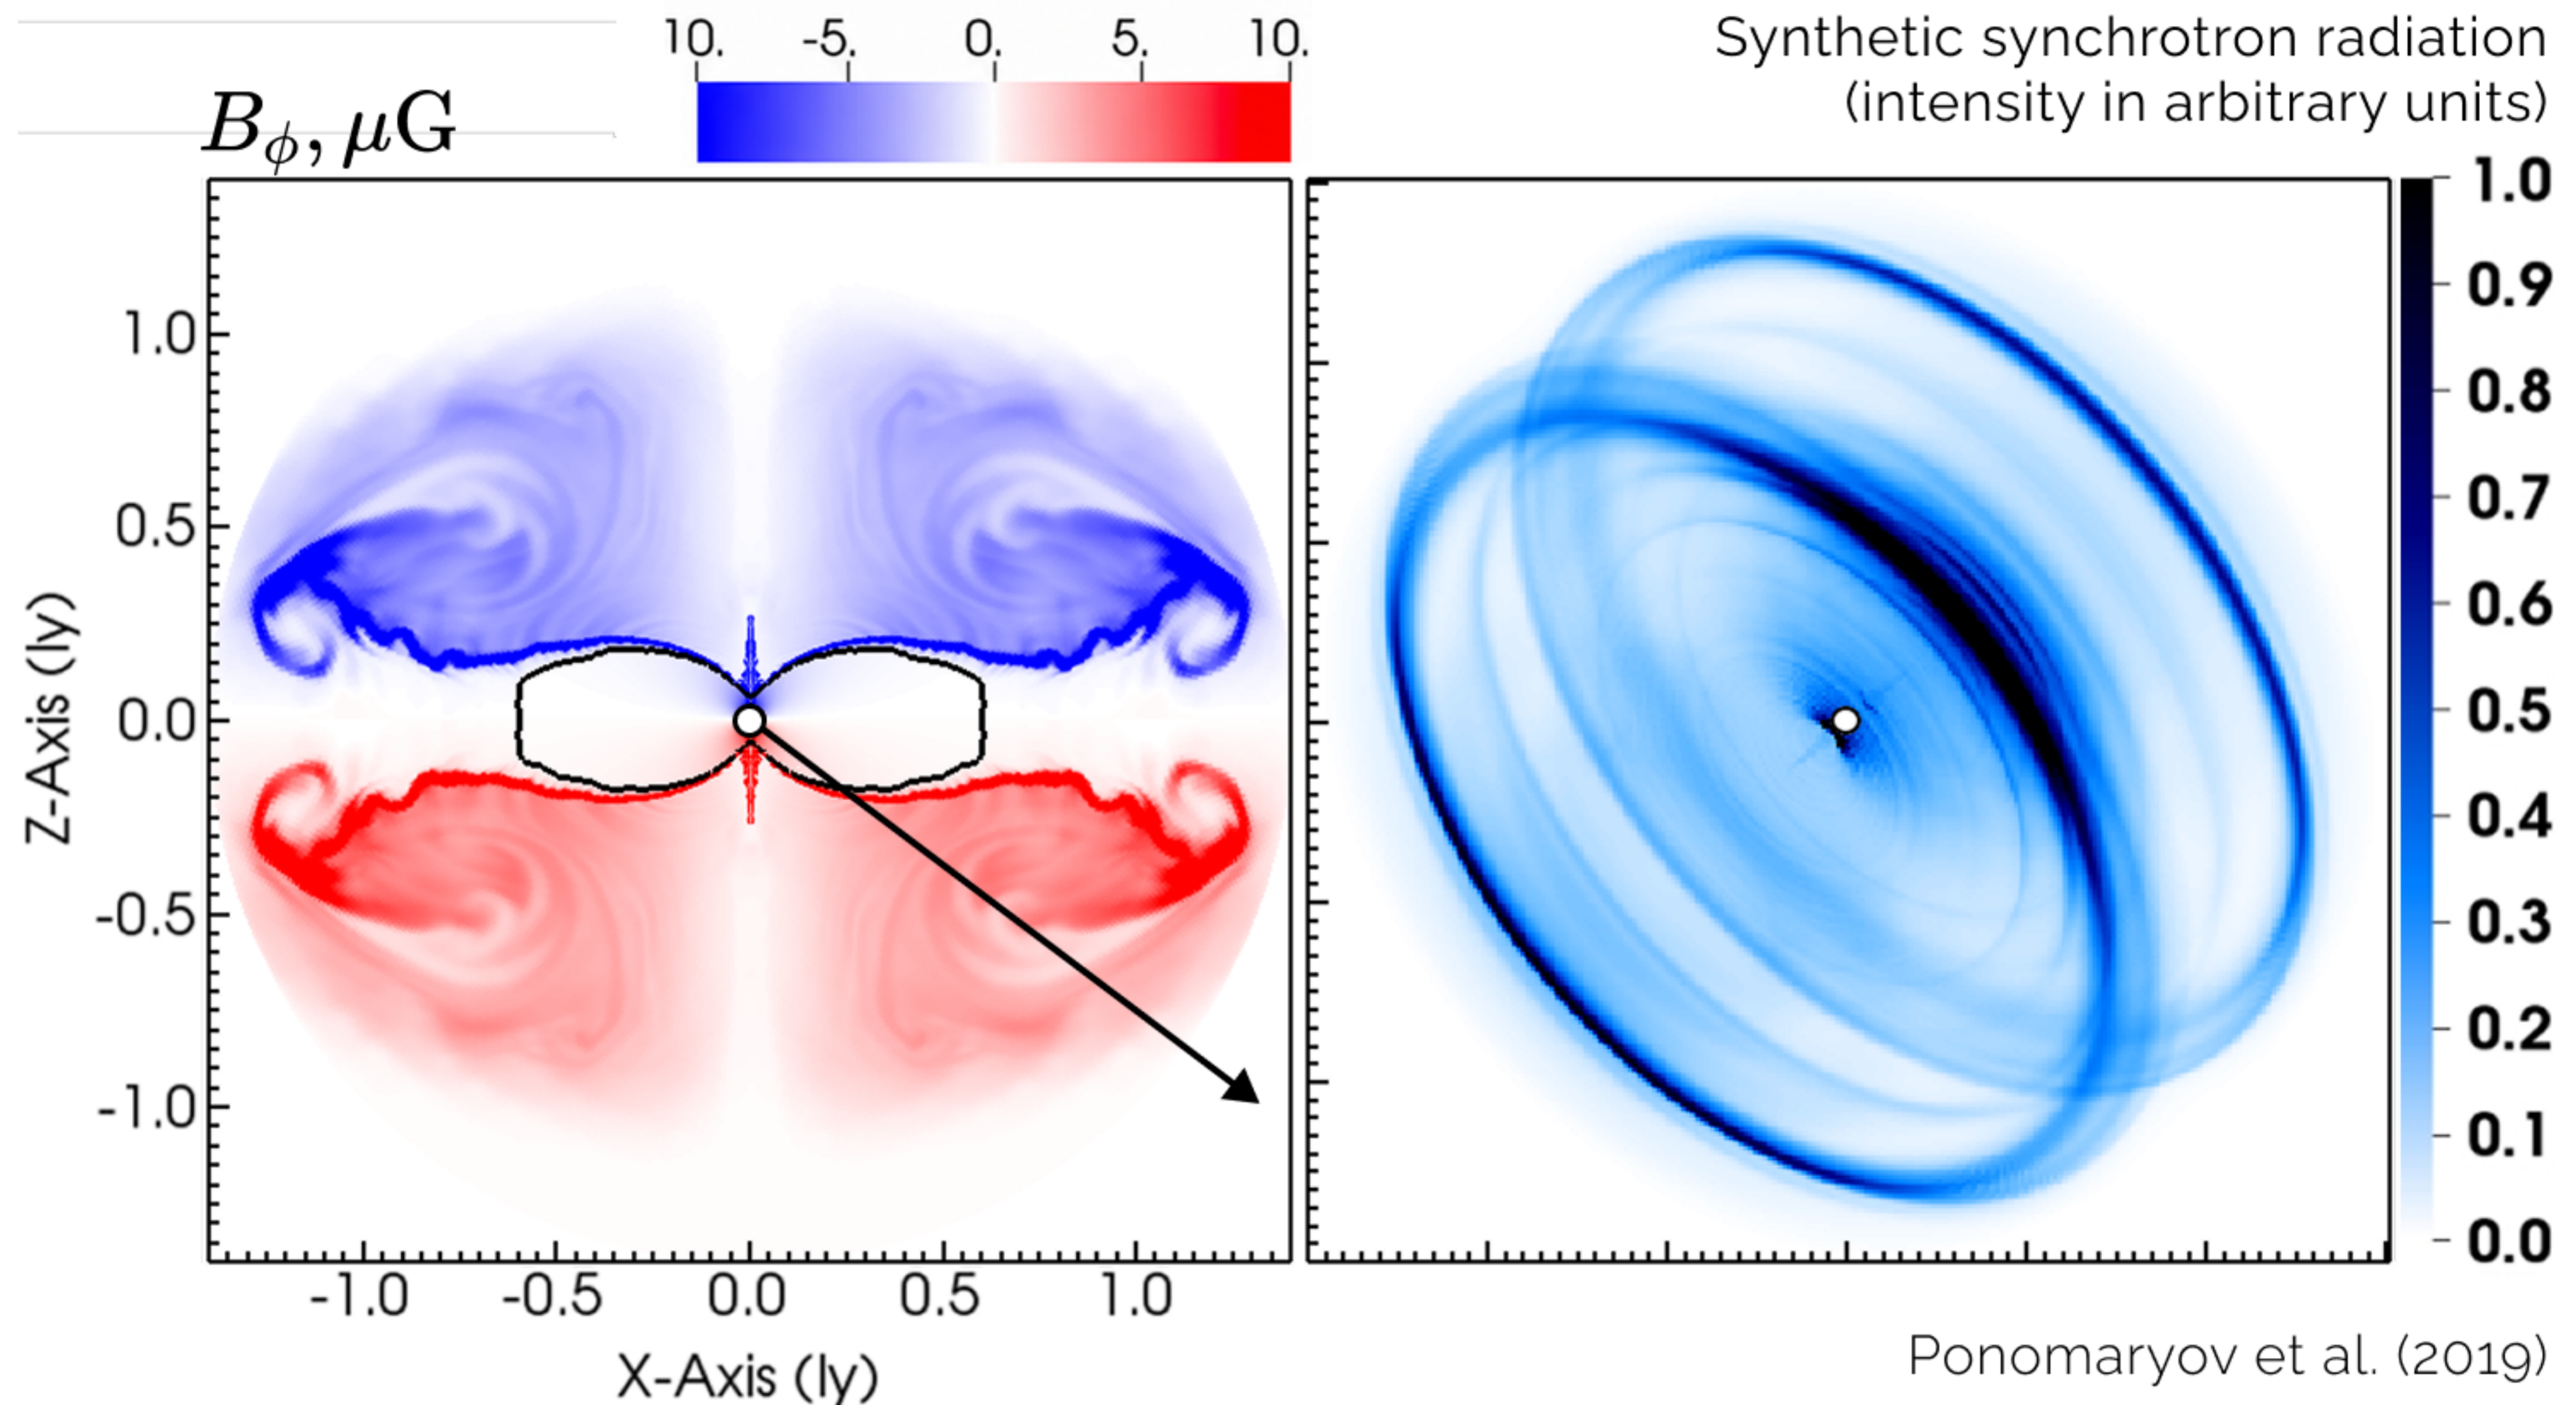 10. -5. 0. 5. 10.
Synthetic synchrotron radiation
(intensity in arbitrary units)
B_ϕ, μG
1.0
0.5
0.0
-0.5
-1.0
Z-Axis (ly)
-1.0 -0.5 0.0 0.5 1.0
X-Axis (ly)
1.0
0.9
0.8
0.7
0.6
0.5
0.4
0.3
0.2
0.1
0.0
Ponomaryov et al. (2019)